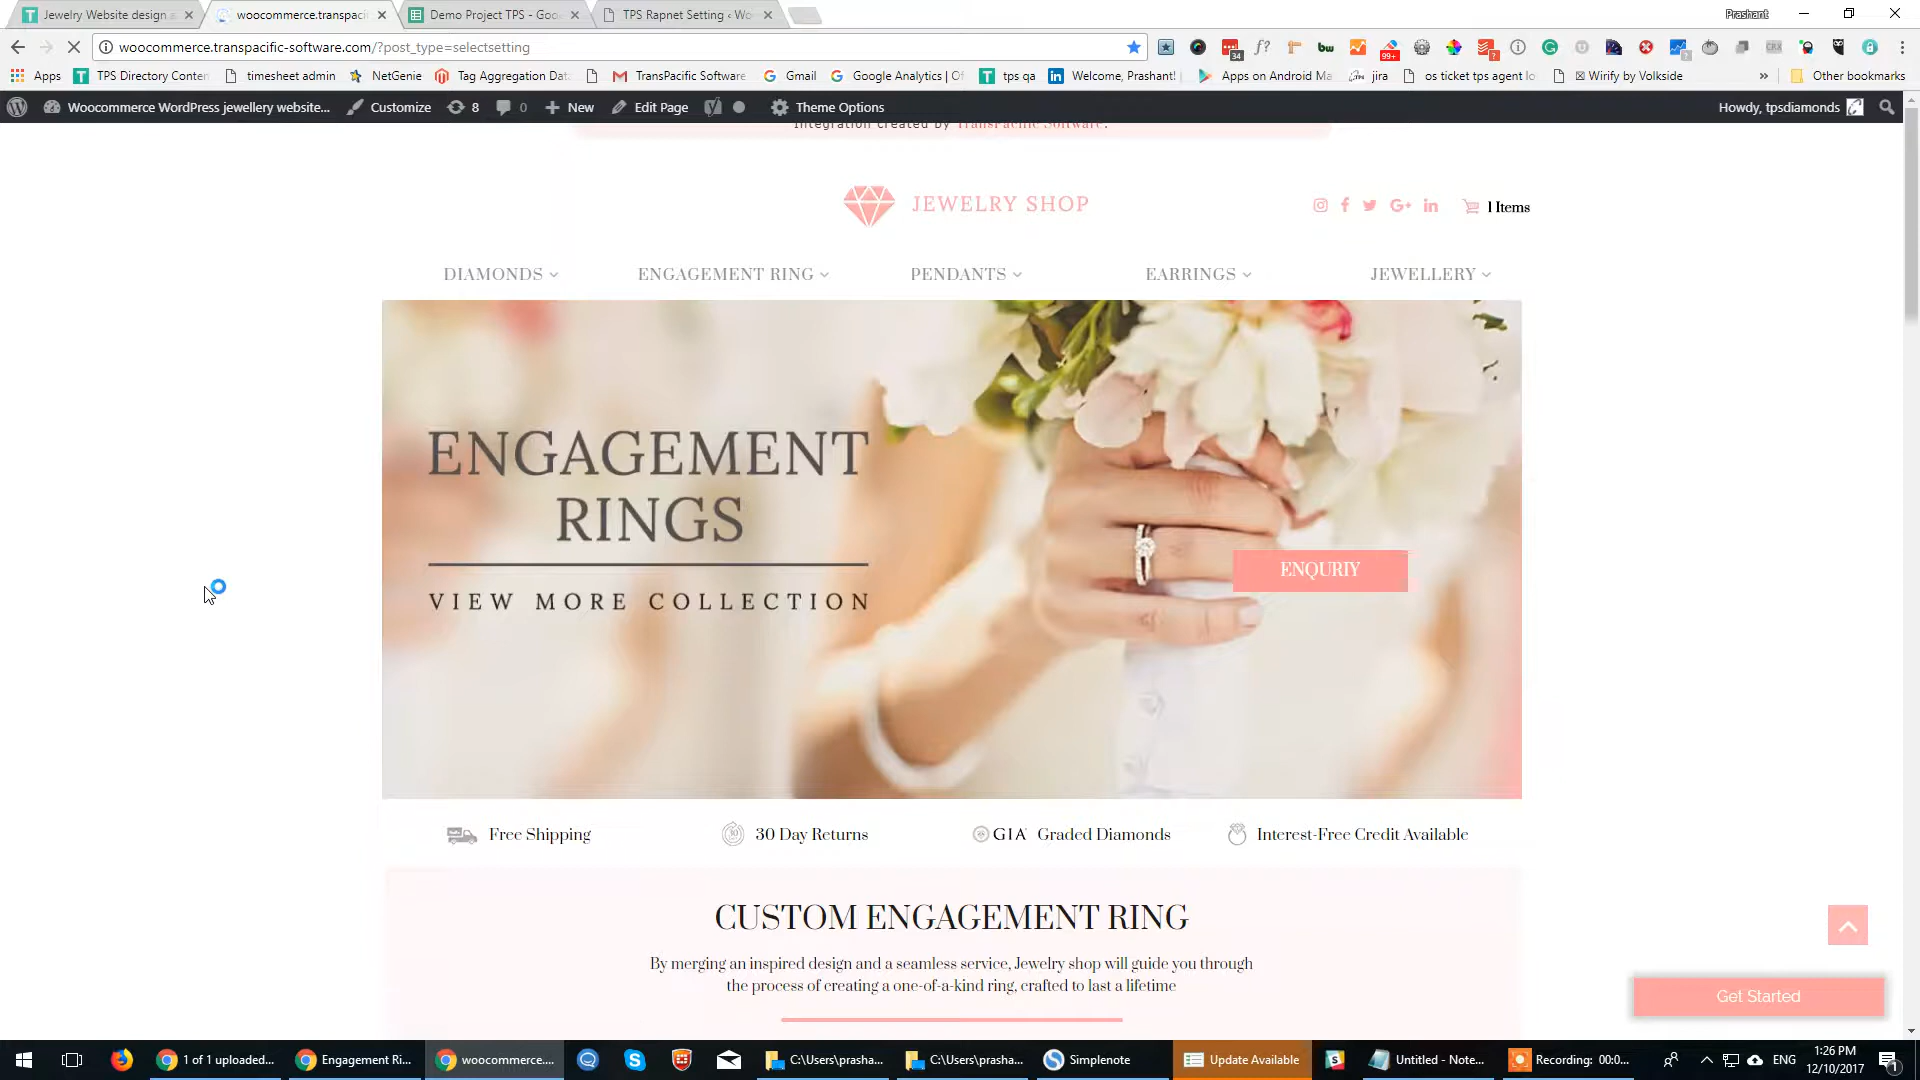 Jewelry Website design
woocommerce.transpaci
Demo Project TPS - Goo
TPS Rapnet Setting ‹ Wo
Prashant
woocommerce.transpacific-software.com/?post_type=selectsetting
Apps
TPS Directory Conten
timesheet admin
NetGenie
Tag Aggregation Dat
TransPacific Software
Gmail
Google Analytics | Of
tps qa
Welcome, Prashant!
Apps on Android Ma
jira
os ticket tps agent lo
Wirify by Volkside
»
Other bookmarks
Woocommerce WordPress jewellery website...
Customize
8
0
New
Edit Page
Theme Options
Howdy, tpsdiamonds
Integration created by TransPacific Software.
JEWELRY SHOP
1 Items
DIAMONDS
ENGAGEMENT RING
PENDANTS
EARRINGS
JEWELLERY
ENGAGEMENT
RINGS
VIEW MORE COLLECTION
ENQURIY
Free Shipping
30 Day Returns
GIA Graded Diamonds
Interest-Free Credit Available
CUSTOM ENGAGEMENT RING
By merging an inspired design and a seamless service, Jewelry shop will guide you through
the process of creating a one-of-a-kind ring, crafted to last a lifetime
Get Started
1 of 1 uploaded...
Engagement Ri...
woocommerce....
C:\Users\prasha...
C:\Users\prasha...
Simplenote
Update Available
Untitled - Note...
Recording: 00:0...
ENG
1:26 PM
12/10/2017